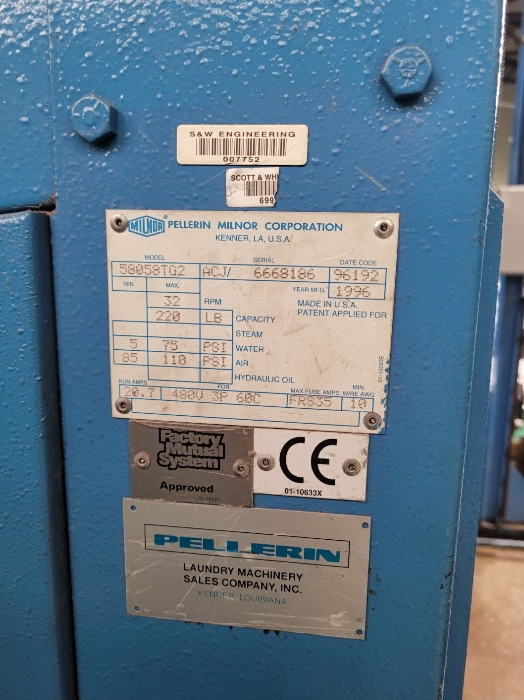 S&W ENGINEERING
007752
SCOTT & WH
699
MILNOR PELLERIN MILNOR CORPORATION
KENNER, LA, U.S.A.
MODEL SERIAL DATE CODE
58058TG2 ACJ/ 6668186 96192
MIN. MAX. YEAR MFG. 1996
32 RPM MADE IN U.S.A.
220 LB CAPACITY PATENT APPLIED FOR
STEAM
5 75 PSI WATER
85 110 PSI AIR
HYDRAULIC OIL
RUN AMPS FOR MAX FUSE AMPS MIN. WIRE AWG
20.7 480V 3P 60C FRS35 10
Factory
Mutual
System
Approved
CE
01-10633X
PELLERIN
LAUNDRY MACHINERY
SALES COMPANY, INC.
KENNER, LOUISIANA